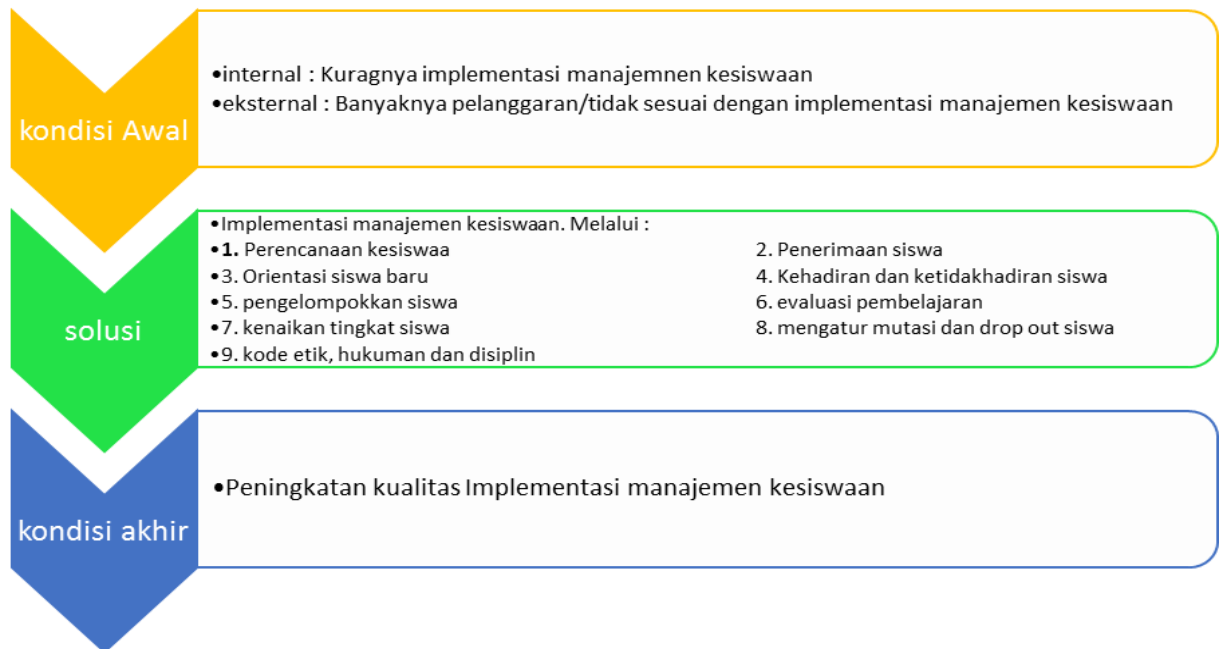 kondisi Awal
•internal : Kuragnya implementasi manajemnen kesiswaan
•eksternal : Banyaknya pelanggaran/tidak sesuai dengan implementasi manajemen kesiswaan
solusi
•Implementasi manajemen kesiswaan. Melalui :
•1. Perencanaan kesiswaa 2. Penerimaan siswa
•3. Orientasi siswa baru 4. Kehadiran dan ketidakhadiran siswa
•5. pengelompokkan siswa 6. evaluasi pembelajaran
•7. kenaikan tingkat siswa 8. mengatur mutasi dan drop out siswa
•9. kode etik, hukuman dan disiplin
kondisi akhir
•Peningkatan kualitas Implementasi manajemen kesiswaan